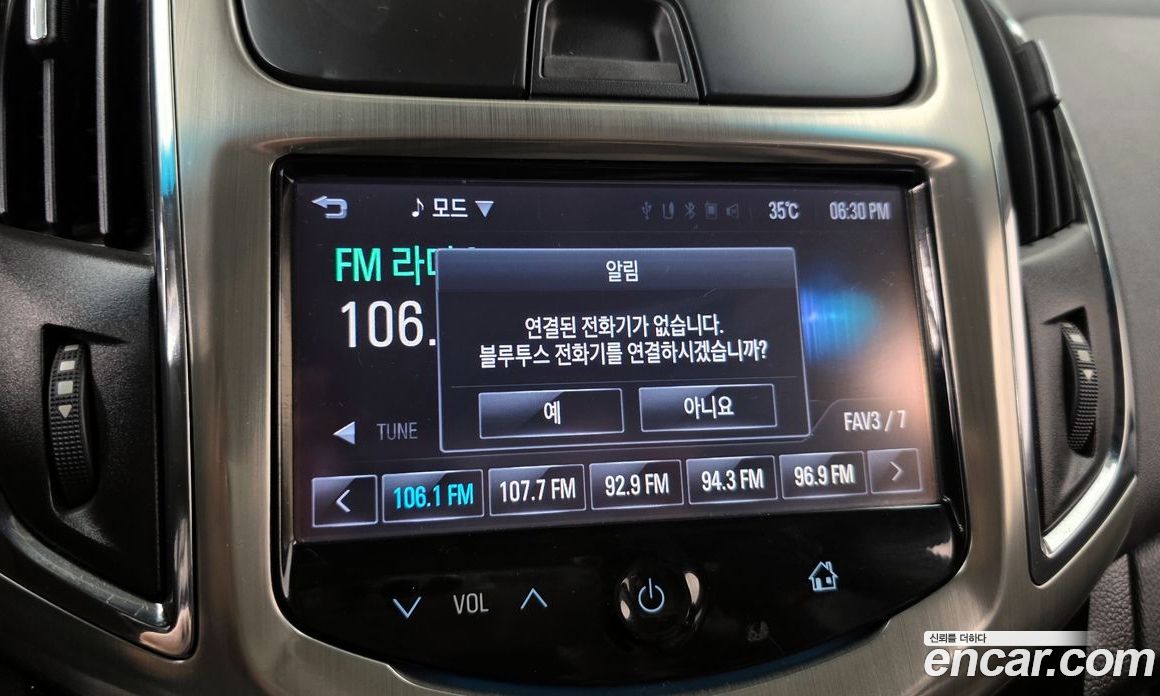 ♪ 모드 ▼
35℃
06:30 PM
FM 라
106.
알림
연결된 전화기가 없습니다.
블루투스 전화기를 연결하시겠습니까?
예
아니요
◀ TUNE
FAV3 / 7
<
106.1 FM
107.7 FM
92.9 FM
94.3 FM
96.9 FM
>
VOL
신뢰를 더하다
encar.com